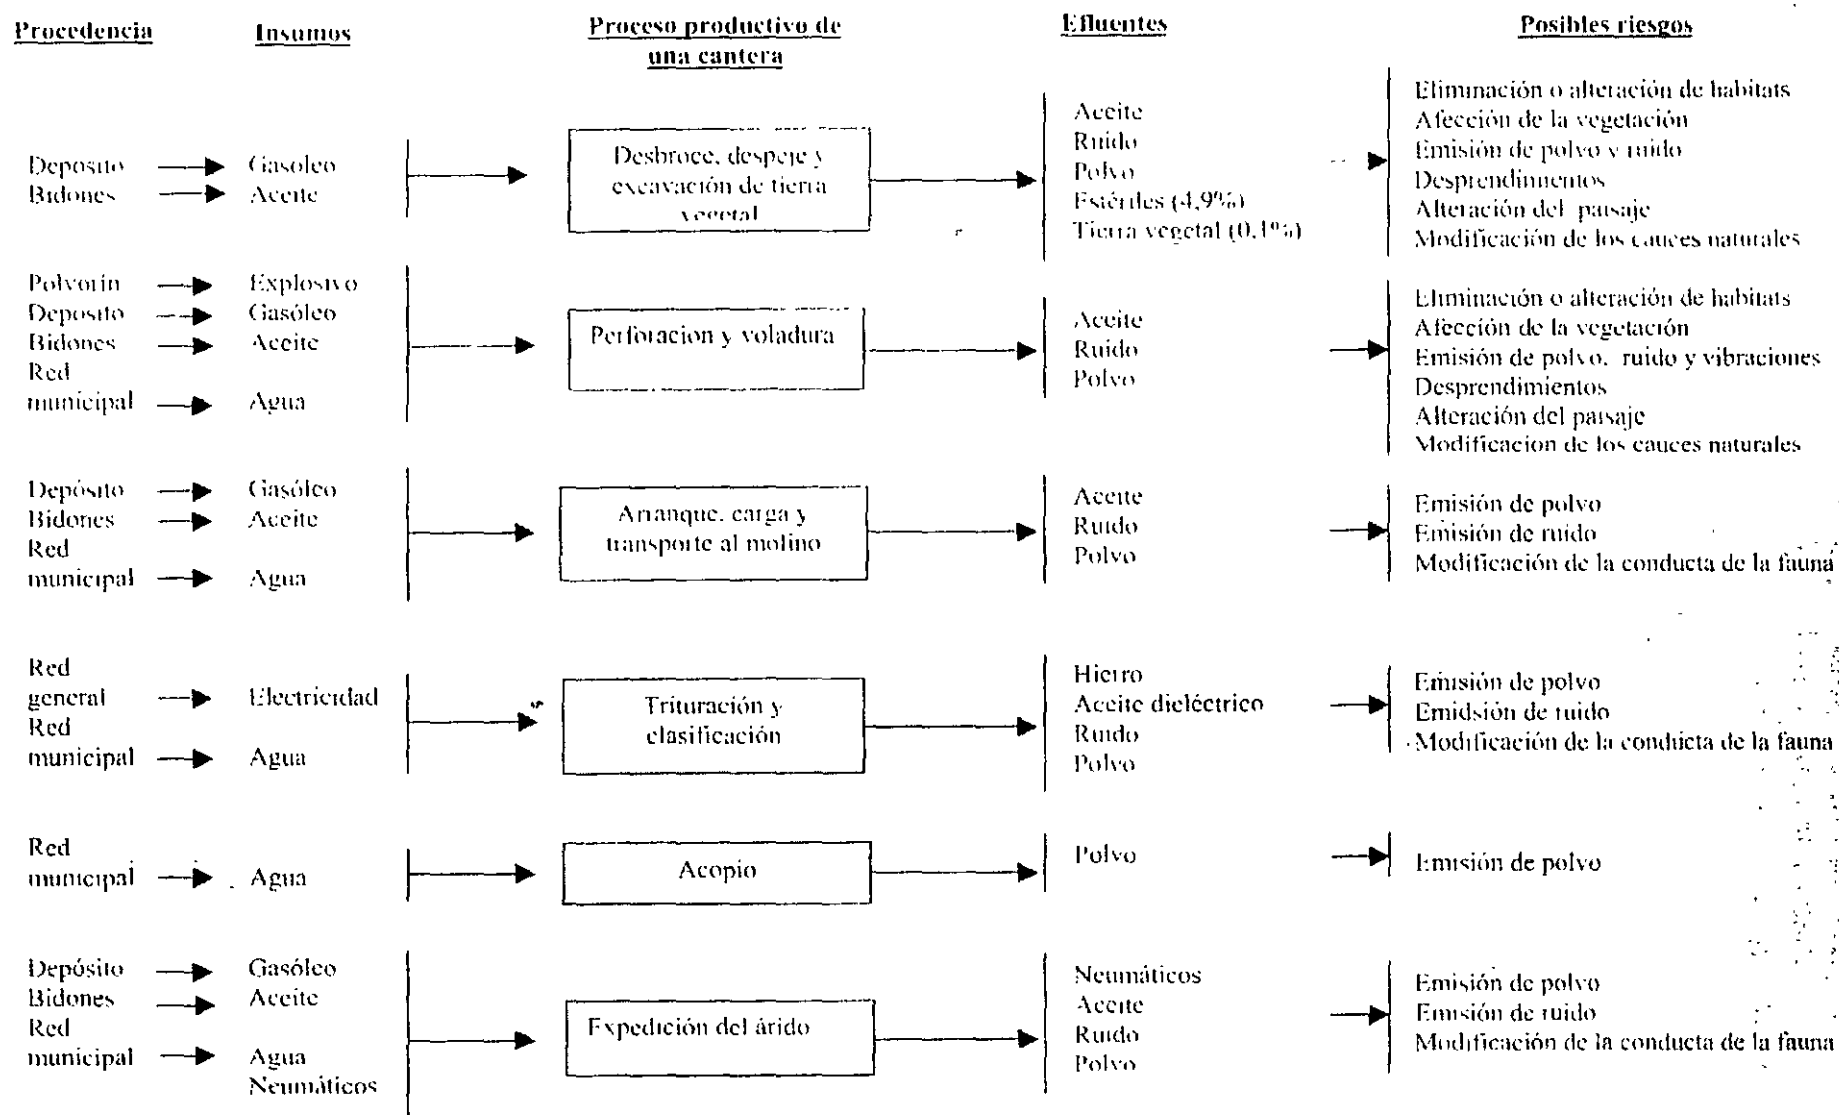 Procedencia
Insumos
Proceso productivo de
una cantera
Efluentes
Posibles riesgos
Deposito
Bidones
Gasoleo
Aceite
Desbroce, despeje y
excavación de tierra
vegetal
Aceite
Ruido
Polvo
Estériles (4,9%)
Tierra vegetal (0,1%)
Eliminación o alteración de habitats
Afección de la vegetación
Emisión de polvo y ruido
Desprendimientos
Alteración del paisaje
Modificación de los cauces naturales
Polvorín
Deposito
Bidones
Red
municipal
Explosivo
Gasóleo
Aceite
Agua
Perforacion y voladura
Aceite
Ruido
Polvo
Eliminación o alteración de habitats
Afección de la vegetación
Emisión de polvo, ruido y vibraciones
Desprendimientos
Alteración del paisaje
Modificacion de los cauces naturales
Depósito
Bidones
Red
municipal
Gasóleo
Aceite
Agua
Arranque, carga y
transporte al molino
Aceite
Ruido
Polvo
Emisión de polvo
Emisión de ruido
Modificación de la conducta de la fauna
Red
general
Red
municipal
Electricidad
Agua
Trituración y
clasificación
Hierro
Aceite dieléctrico
Ruido
Polvo
Emisión de polvo
Emidsión de ruido
Modificación de la conducta de la fauna
Red
municipal
Agua
Acopio
Polvo
Emisión de polvo
Depósito
Bidones
Red
municipal
Gasóleo
Aceite
Agua
Neumáticos
Expedición del árido
Neumáticos
Aceite
Ruido
Polvo
Emisión de polvo
Emisión de ruido
Modificación de la conducta de la fauna